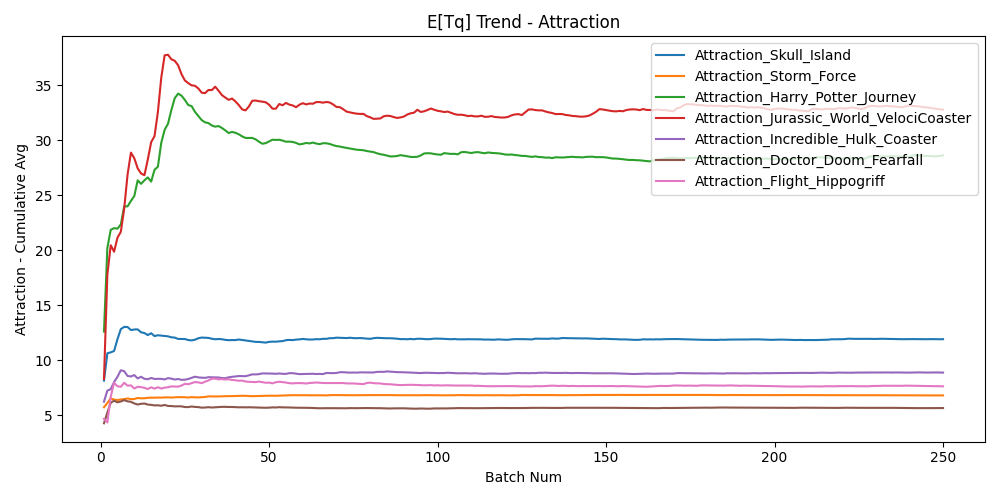 E[Tq] Trend - Attraction
Attraction - Cumulative Avg
35
30
25
20
15
10
5
Attraction_Skull_Island
Attraction_Storm_Force
Attraction_Harry_Potter_Journey
Attraction_Jurassic_World_VelociCoaster
Attraction_Incredible_Hulk_Coaster
Attraction_Doctor_Doom_Fearfall
Attraction_Flight_Hippogriff
0 50 100 150 200 250
Batch Num